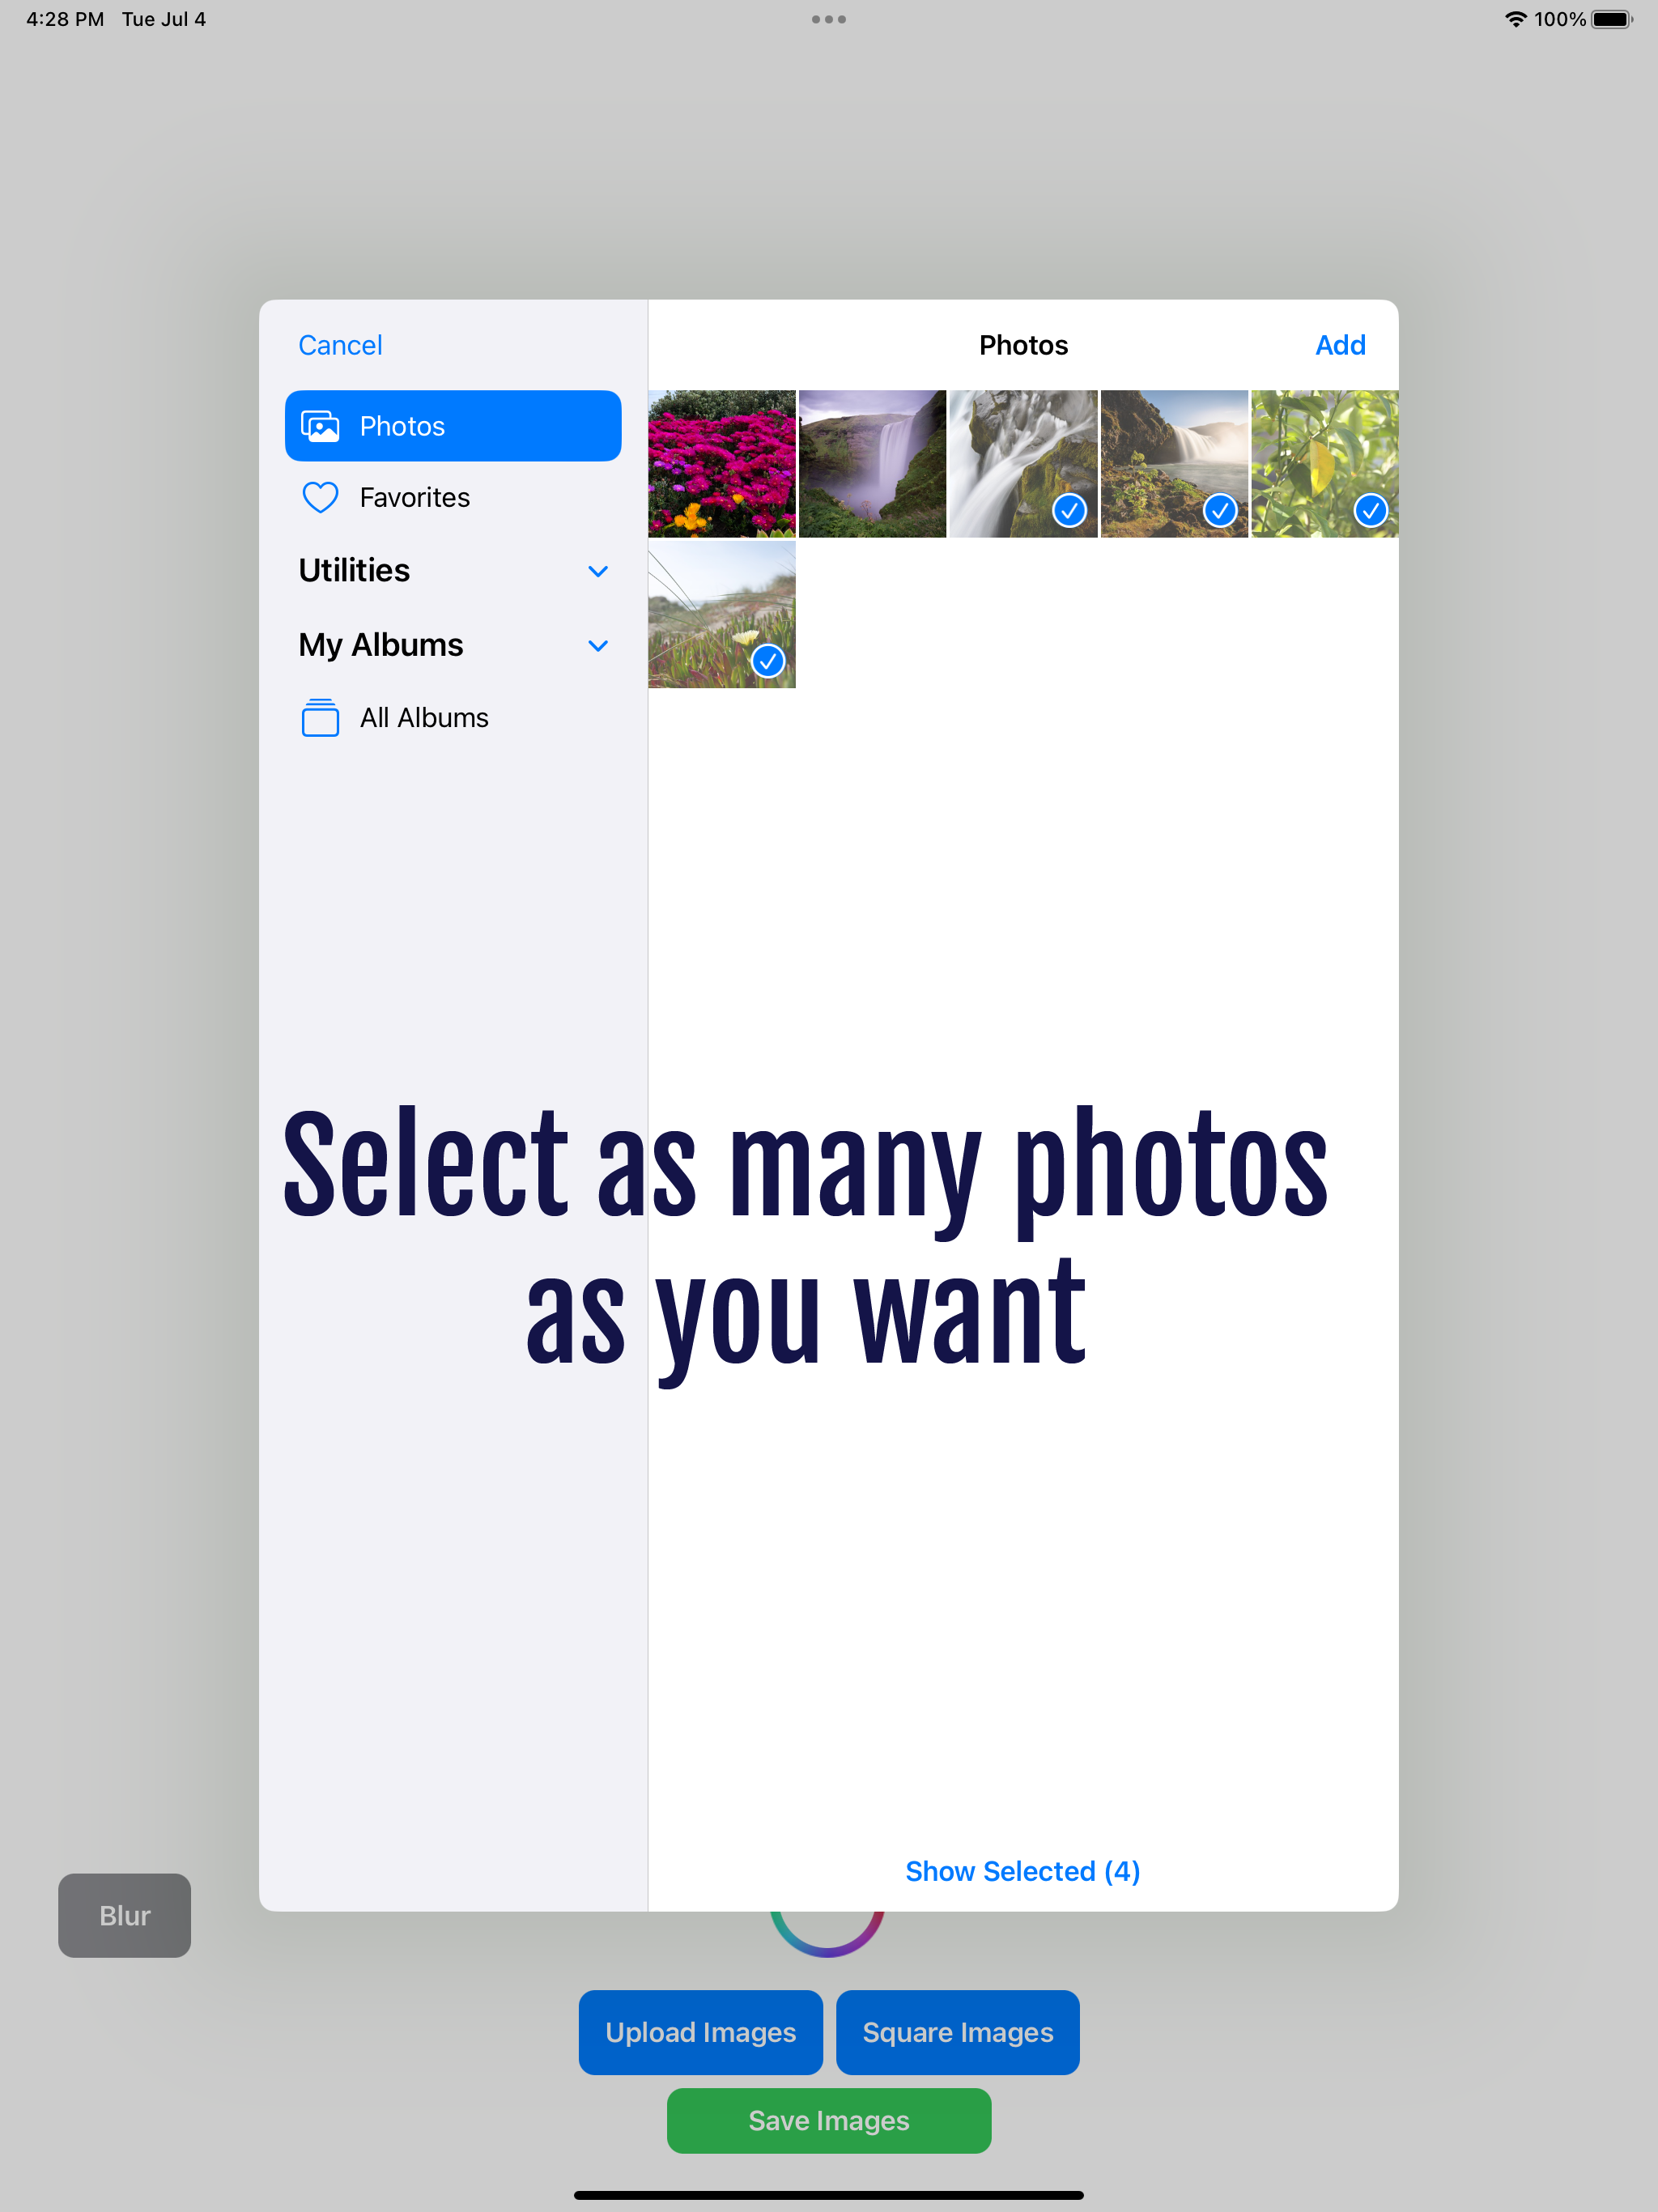 4:28 PM Tue Jul 4
100%
Cancel
Photos
Add
Photos
Favorites
Utilities
My Albums
All Albums
Select as many photos
as you want
Show Selected (4)
Blur
Upload Images
Square Images
Save Images